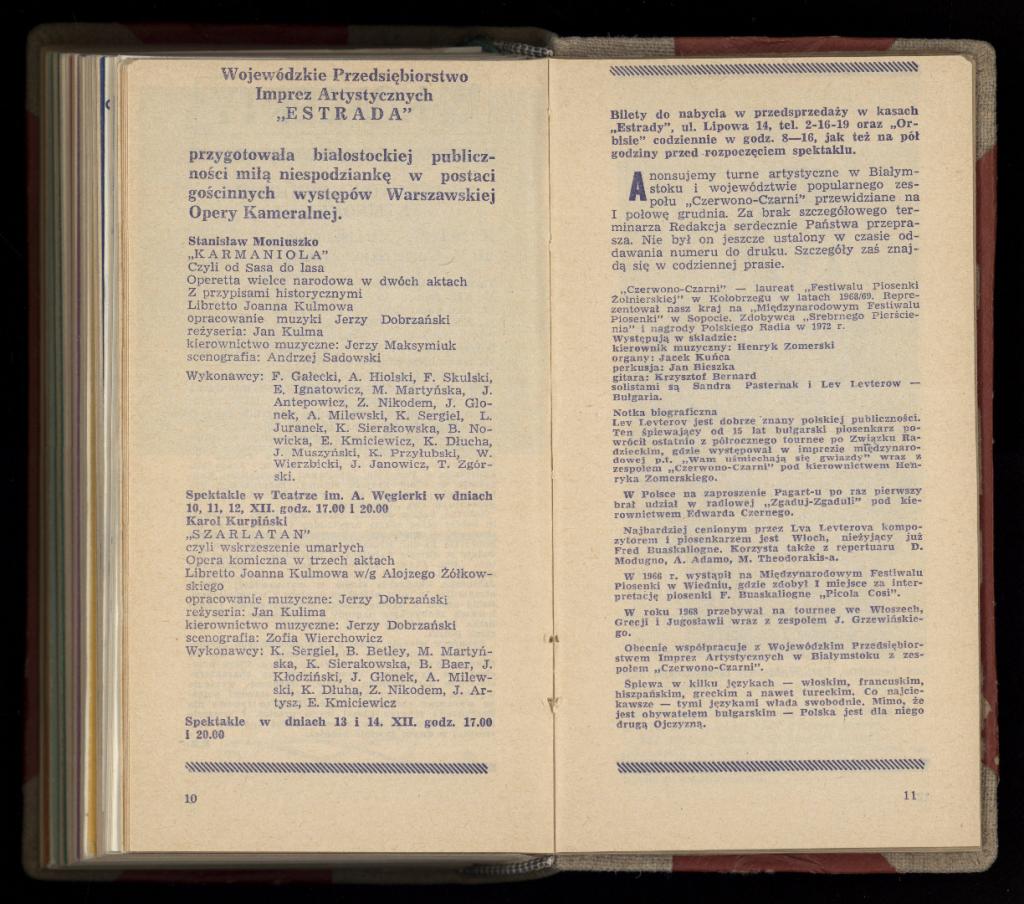 Wojewódzkie Przedsiębiorstwo
Imprez Artystycznych
„ESTRADA”
przygotowała białostockiej publicz-
ności miłą niespodziankę w postaci
gościnnych występów Warszawskiej
Opery Kameralnej.
Stanisław Moniuszko
„KARMANIOLA”
Czyli od Sasa do lasa
Operetta wielce narodowa w dwóch aktach
Z przypisami historycznymi
Libretto Joanna Kulmowa
opracowanie muzyki Jerzy Dobrzański
reżyseria: Jan Kulma
kierownictwo muzyczne: Jerzy Maksymiuk
scenografia: Andrzej Sadowski
Wykonawcy: F. Gałecki, A. Hiolski, F. Skulski,
E. Ignatowicz, M. Martyńska, J.
Antepowicz, Z. Nikodem, J. Glo-
nek, A. Milewski, K. Sergiel, L.
Juranek, K. Sierakowska, B. No-
wicka, E. Kmiciewicz, K. Dłucha,
J. Muszyński, K. Przyłubski, W.
Wierzbicki, J. Janowicz, T. Zgór-
ski.
Spektakle w Teatrze im. A. Węgierki w dniach
10, 11, 12, XII. godz. 17.00 i 20.00
Karol Kurpiński
„SZARLATAN”
czyli wskrzeszenie umarłych
Opera komiczna w trzech aktach
Libretto Joanna Kulmowa w/g Alojzego Żółkow-
skiego
opracowanie muzyczne: Jerzy Dobrzański
reżyseria: Jan Kulima
kierownictwo muzyczne: Jerzy Dobrzański
scenografia: Zofia Wierchowicz
Wykonawcy: K. Sergiel, B. Betley, M. Martyń-
ska, K. Sierakowska, B. Baer, J.
Kłodziński, J. Glonek, A. Milew-
ski, K. Dłuha, Z. Nikodem, J. Ar-
tysz, E. Kmiciewicz
Spektakle w dniach 13 i 14. XII. godz. 17.00
i 20.00
10
Bilety do nabycia w przedsprzedaży w kasach
„Estrady”, ul. Lipowa 14, tel. 2-16-19 oraz „Or-
bisie” codziennie w godz. 8—16, jak też na pół
godziny przed rozpoczęciem spektaklu.
Anonsujemy turne artystyczne w Białym-
stoku i województwie popularnego zes-
połu „Czerwono-Czarni” przewidziane na
I połowę grudnia. Za brak szczegółowego ter-
minarza Redakcja serdecznie Państwa przepra-
sza. Nie był on jeszcze ustalony w czasie od-
dawania numeru do druku. Szczegóły zaś znaj-
dą się w codziennej prasie.
„Czerwono-Czarni” — laureat „Festiwalu Piosenki
Żołnierskiej” w Kołobrzegu w latach 1968/69. Repre-
zentował nasz kraj na „Międzynarodowym Festiwalu
Piosenki” w Sopocie. Zdobywca „Srebrnego Pierście-
nia” i nagrody Polskiego Radia w 1972 r.
Występują w składzie:
kierownik muzyczny: Henryk Zomerski
organy: Jacek Kuńca
perkusja: Jan Bieszka
gitara: Krzysztof Bernard
solistami są Sandra Pasternak i Lev Levterow —
Bułgaria.
Notka biograficzna
Lev Levterov jest dobrze znany polskiej publiczności.
Ten śpiewający od 15 lat bułgarski piosenkarz po-
wrócił ostatnio z półrocznego tournee po Związku Ra-
dzieckim, gdzie występował w imprezie międzynaro-
dowej p.t. „Wam uśmiechają się gwiazdy” wraz z
zespołem „Czerwono-Czarni” pod kierownictwem Hen-
ryka Zomerskiego.
W Polsce na zaproszenie Pagart-u po raz pierwszy
brał udział w radiowej „Zgaduj-Zgaduli” pod kie-
rownictwem Edwarda Czernego.
Najbardziej cenionym przez Lva Levterova kompo-
zytorem i piosenkarzem jest Włoch, nieżyjący już
Fred Buaskaliogne. Korzysta także z repertuaru D.
Modugno, A. Adamo, M. Theodorakis-a.
W 1966 r. wystąpił na Międzynarodowym Festiwalu
Piosenki w Wiedniu, gdzie zdobył I miejsce za inter-
pretację piosenki F. Buaskaliogne „Picola Cosi”.
W roku 1968 przebywał na tournee we Włoszech,
Grecji i Jugosławii wraz z zespołem J. Grzewińskie-
go.
Obecnie współpracuje z Wojewódzkim Przedsiębior-
stwem Imprez Artystycznych w Białymstoku z zes-
połem „Czerwono-Czarni”.
Śpiewa w kilku językach — włoskim, francuskim,
hiszpańskim, greckim a nawet tureckim. Co najcie-
kawsze — tymi językami włada swobodnie. Mimo, że
jest obywatelem bułgarskim — Polska jest dla niego
drugą Ojczyzną.
11